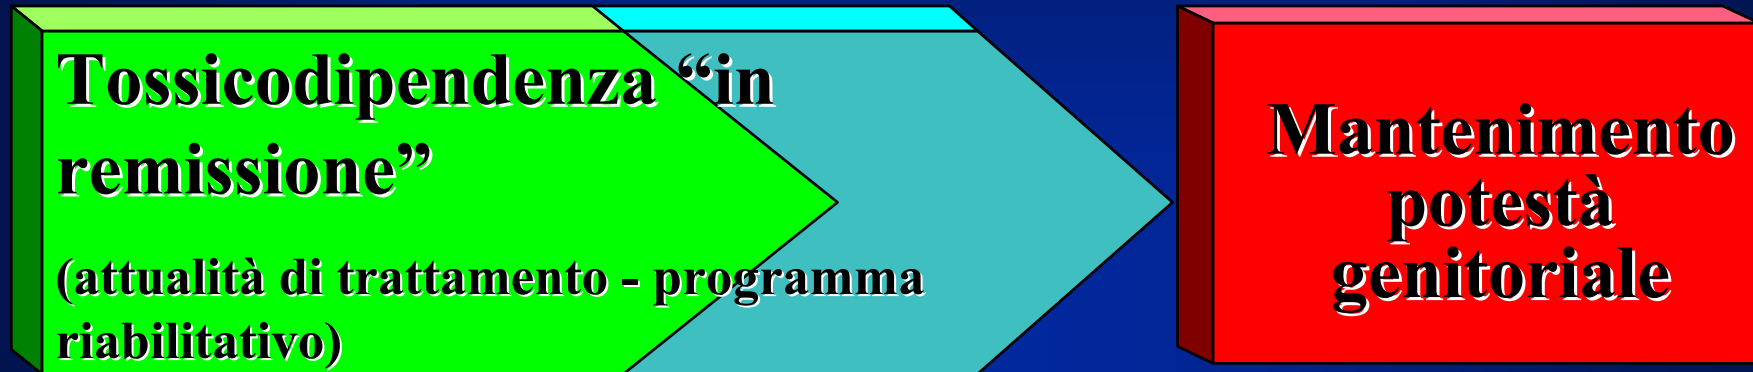 Tossicodipendenza “in
remissione”
(attualità di trattamento - programma
riabilitativo)
Mantenimento
potestà
genitoriale